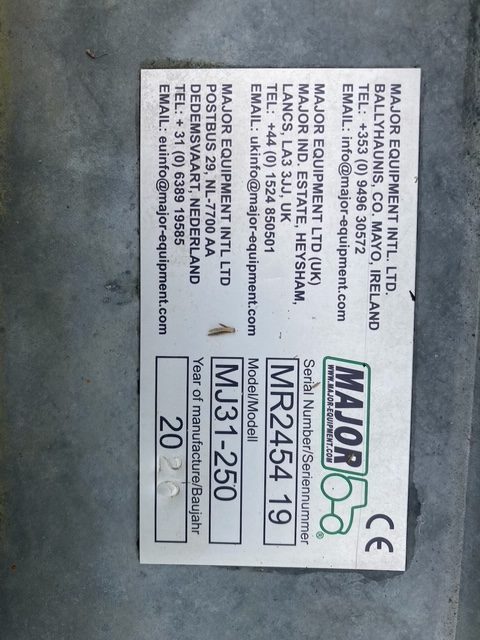 MAJOR EQUIPMENT INTL. LTD.
BALLYHAUNIS, CO. MAYO, IRELAND
TEL: +353 (0) 9496 30572
EMAIL: info@major-equipment.com
MAJOR EQUIPMENT LTD (UK)
MAJOR IND. ESTATE, HEYSHAM,
LANCS, LA3 3JJ, UK
TEL: +44 (0) 1524 850501
EMAIL: ukinfo@major-equipment.com
MAJOR EQUIPMENT INTL LTD
POSTBUS 29, NL-7700 AA
DEDEMSVAART, NEDERLAND
TEL: + 31 (0) 6389 19585
EMAIL: euinfo@major-equipment.com
CE
MAJOR ®
WWW.MAJOR-EQUIPMENT.COM
Serial Number/Seriennummer
MR2454 19
Model/Modell
MJ31-250
Year of manufacture/Baujahr
2020